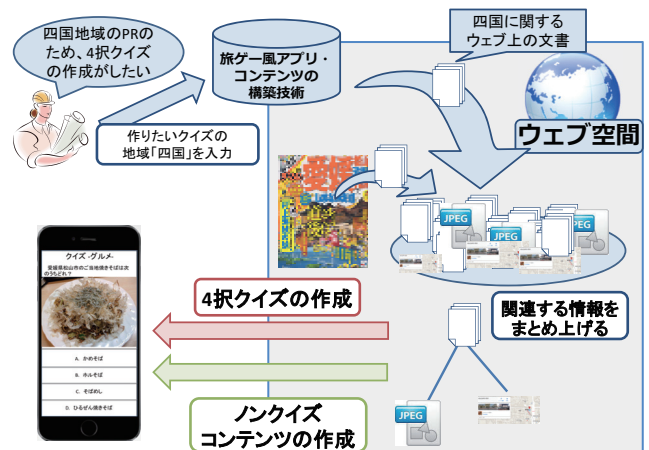 四国地域のPRの
ため、4択クイズ
の作成がしたい
旅ゲー風アプリ・
コンテンツの
構築技術
四国に関する
ウェブ上の文書
作りたいクイズの
地域「四国」を入力
ウェブ空間
愛媛
道後
JPEG
JPEG
JPEG
クイズ -グルメ-
愛媛県松山市のご当地焼きそばは次
のうちどれ？
A. かめそば
B. ホルそば
C. そばめし
D. ひるぜん焼きそば
4択クイズの作成
関連する情報を
まとめ上げる
ノンクイズ
コンテンツの作成
JPEG